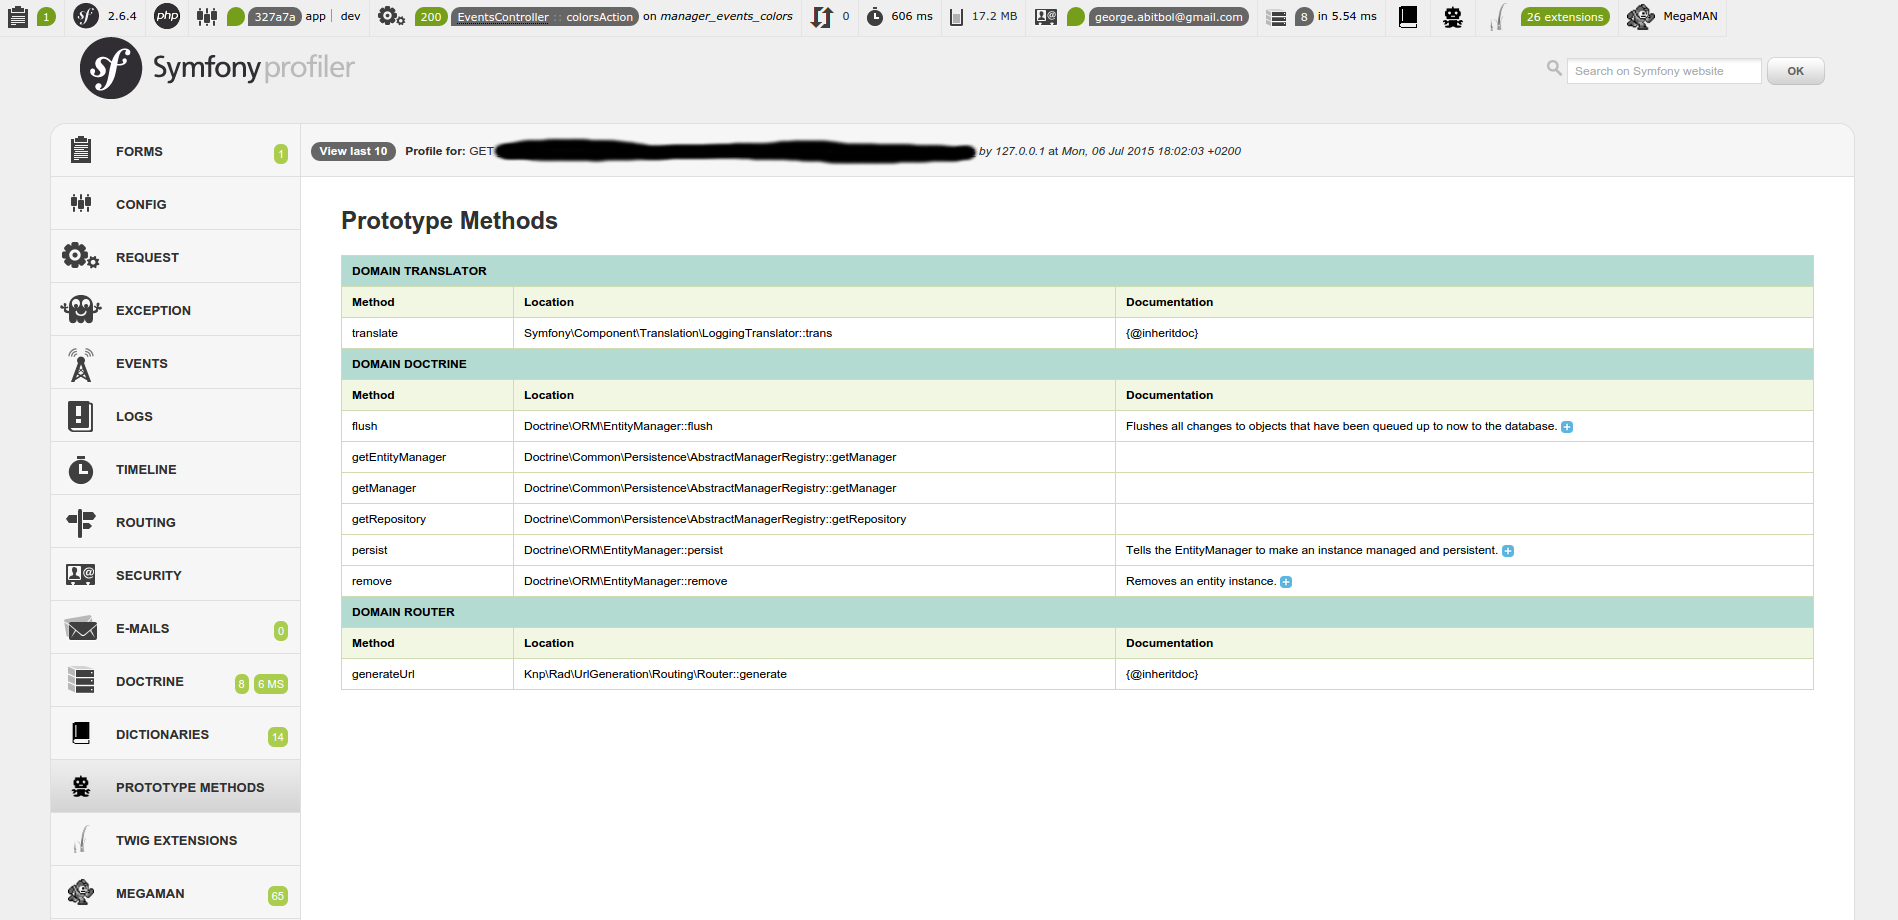 1 2.6.4 php 327a7a app dev 200 EventsController :: colorsAction on manager_events_colors 0 606 ms 17.2 MB george.abitbol@gmail.com 8 in 5.54 ms 26 extensions MegaMAN
sf Symfony profiler
Search on Symfony website OK
FORMS 1
CONFIG
REQUEST
EXCEPTION
EVENTS
LOGS
TIMELINE
ROUTING
SECURITY
E-MAILS 0
DOCTRINE 8 6 MS
DICTIONARIES 14
PROTOTYPE METHODS
TWIG EXTENSIONS
MEGAMAN 65
View last 10 Profile for: GET by 127.0.0.1 at Mon, 06 Jul 2015 18:02:03 +0200
Prototype Methods
DOMAIN TRANSLATOR
Method Location Documentation
translate Symfony\Component\Translation\LoggingTranslator::trans {@inheritdoc}
DOMAIN DOCTRINE
Method Location Documentation
flush Doctrine\ORM\EntityManager::flush Flushes all changes to objects that have been queued up to now to the database.
getEntityManager Doctrine\Common\Persistence\AbstractManagerRegistry::getManager
getManager Doctrine\Common\Persistence\AbstractManagerRegistry::getManager
getRepository Doctrine\Common\Persistence\AbstractManagerRegistry::getRepository
persist Doctrine\ORM\EntityManager::persist Tells the EntityManager to make an instance managed and persistent.
remove Doctrine\ORM\EntityManager::remove Removes an entity instance.
DOMAIN ROUTER
Method Location Documentation
generateUrl Knp\Rad\UrlGeneration\Routing\Router::generate {@inheritdoc}